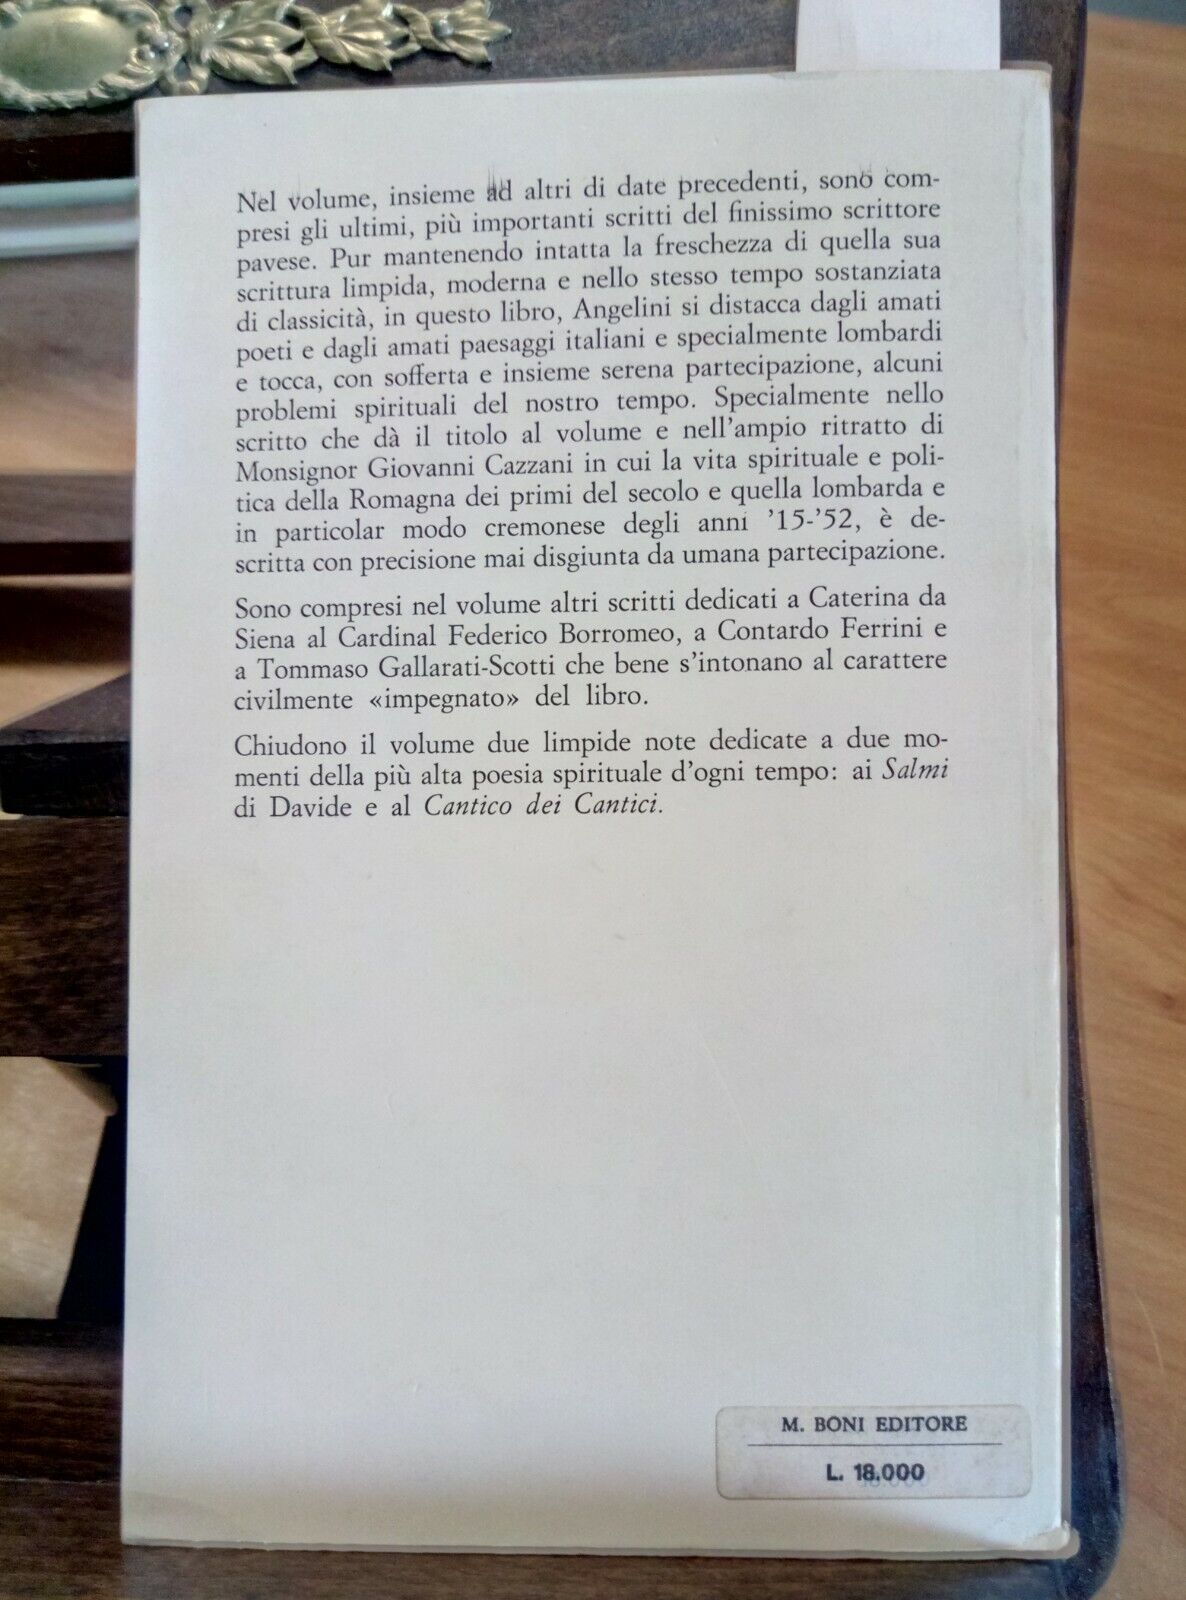 Nel volume, insieme ad altri di date precedenti, sono com-
presi gli ultimi, più importanti scritti del finissimo scrittore
pavese. Pur mantenendo intatta la freschezza di quella sua
scrittura limpida, moderna e nello stesso tempo sostanziata
di classicità, in questo libro, Angelini si distacca dagli amati
poeti e dagli amati paesaggi italiani e specialmente lombardi
e tocca, con sofferta e insieme serena partecipazione, alcuni
problemi spirituali del nostro tempo. Specialmente nello
scritto che dà il titolo al volume e nell'ampio ritratto di
Monsignor Giovanni Cazzani in cui la vita spirituale e poli-
tica della Romagna dei primi del secolo e quella lombarda e
in particolar modo cremonese degli anni '15-'52, è de-
scritta con precisione mai disgiunta da umana partecipazione.
Sono compresi nel volume altri scritti dedicati a Caterina da
Siena al Cardinal Federico Borromeo, a Contardo Ferrini e
a Tommaso Gallarati-Scotti che bene s'intonano al carattere
civilmente «impegnato» del libro.
Chiudono il volume due limpide note dedicate a due mo-
menti della più alta poesia spirituale d'ogni tempo: ai Salmi
di Davide e al Cantico dei Cantici.
M. BONI EDITORE
L. 18.000